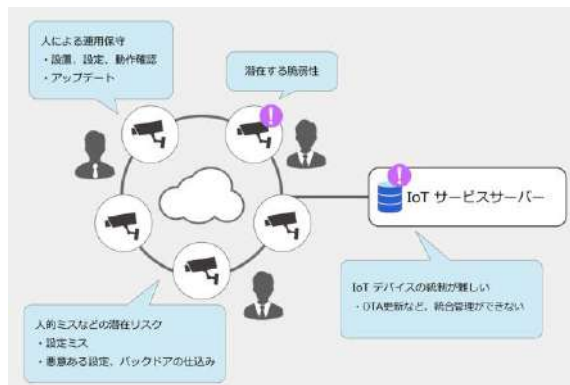 人による運用保守
・設置、設定、動作確認
・アップデート
潜在する脆弱性
IoT サービスサーバー
IoT デバイスの統制が難しい
・OTA更新など、統合管理ができない
人的ミスなどの潜在リスク
・設定ミス
・悪意ある設定、バックドアの仕込み